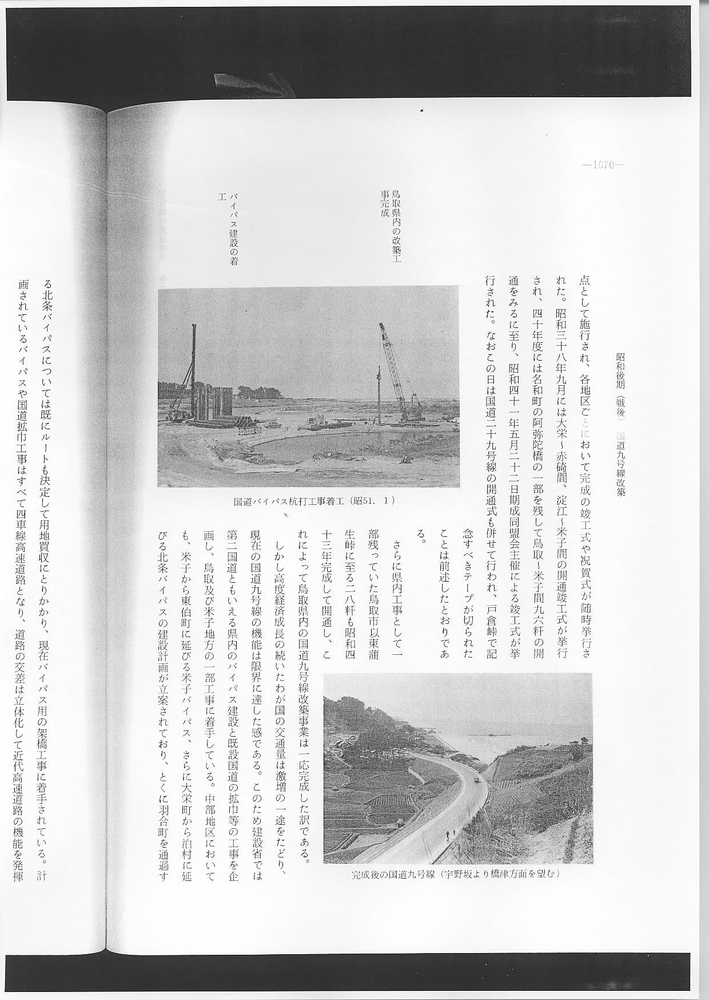 —1070—
昭和後期（戦後）　国道九号線改築
点として施行され、各地区ごとにおいて完成の竣工式や祝賀式が随時挙行さ
れた。昭和三十八年九月には大栄〜赤碕間、淀江〜米子間の開通竣工式が挙行
され、四十年度には名和町の阿弥陀橋の一部を残して鳥取〜米子間九六粁の開
通をみるに至り、昭和四十一年五月二十二日期成同盟会主催による竣工式が挙
行された。なおこの日は国道二十九号線の開通式も併せて行われ、戸倉峠で記
念すべきテープが切られた
ことは前述したとおりであ
る。
鳥取県内の改築工
事完成
さらに県内工事として一
部残っていた鳥取市以東蒲
生峠に至る二八粁も昭和四
十三年完成して開通し、こ
れによって鳥取県内の国道九号線改築事業は一応完成した訳である。
バイパス建設の着
工
しかし高度経済成長の続いたわが国の交通量は激増の一途をたどり、
現在の国道九号線の機能は限界に達した感である。このため建設省では
第二国道ともいえる県内のバイパス建設と既設国道の拡巾等の工事を企
画し、鳥取及び米子地方の一部工事に着手している。中部地区において
も、米子から東伯町に延びる米子バイパス、さらに大栄町から泊村に延
びる北条バイパスの建設計画が立案されており、とくに羽合町を通過す
国道バイパス杭打工事着工（昭51．1）
完成後の国道九号線（宇野坂より橋津方面を望む）
る北条バイパスについては既にルートも決定して用地買収にとりかかり、現在バイパス用の架橋工事に着手されている。計
画されているバイパスや国道拡巾工事はすべて四車線高速道路となり、道路の交差は立体化して近代高速道路の機能を発揮